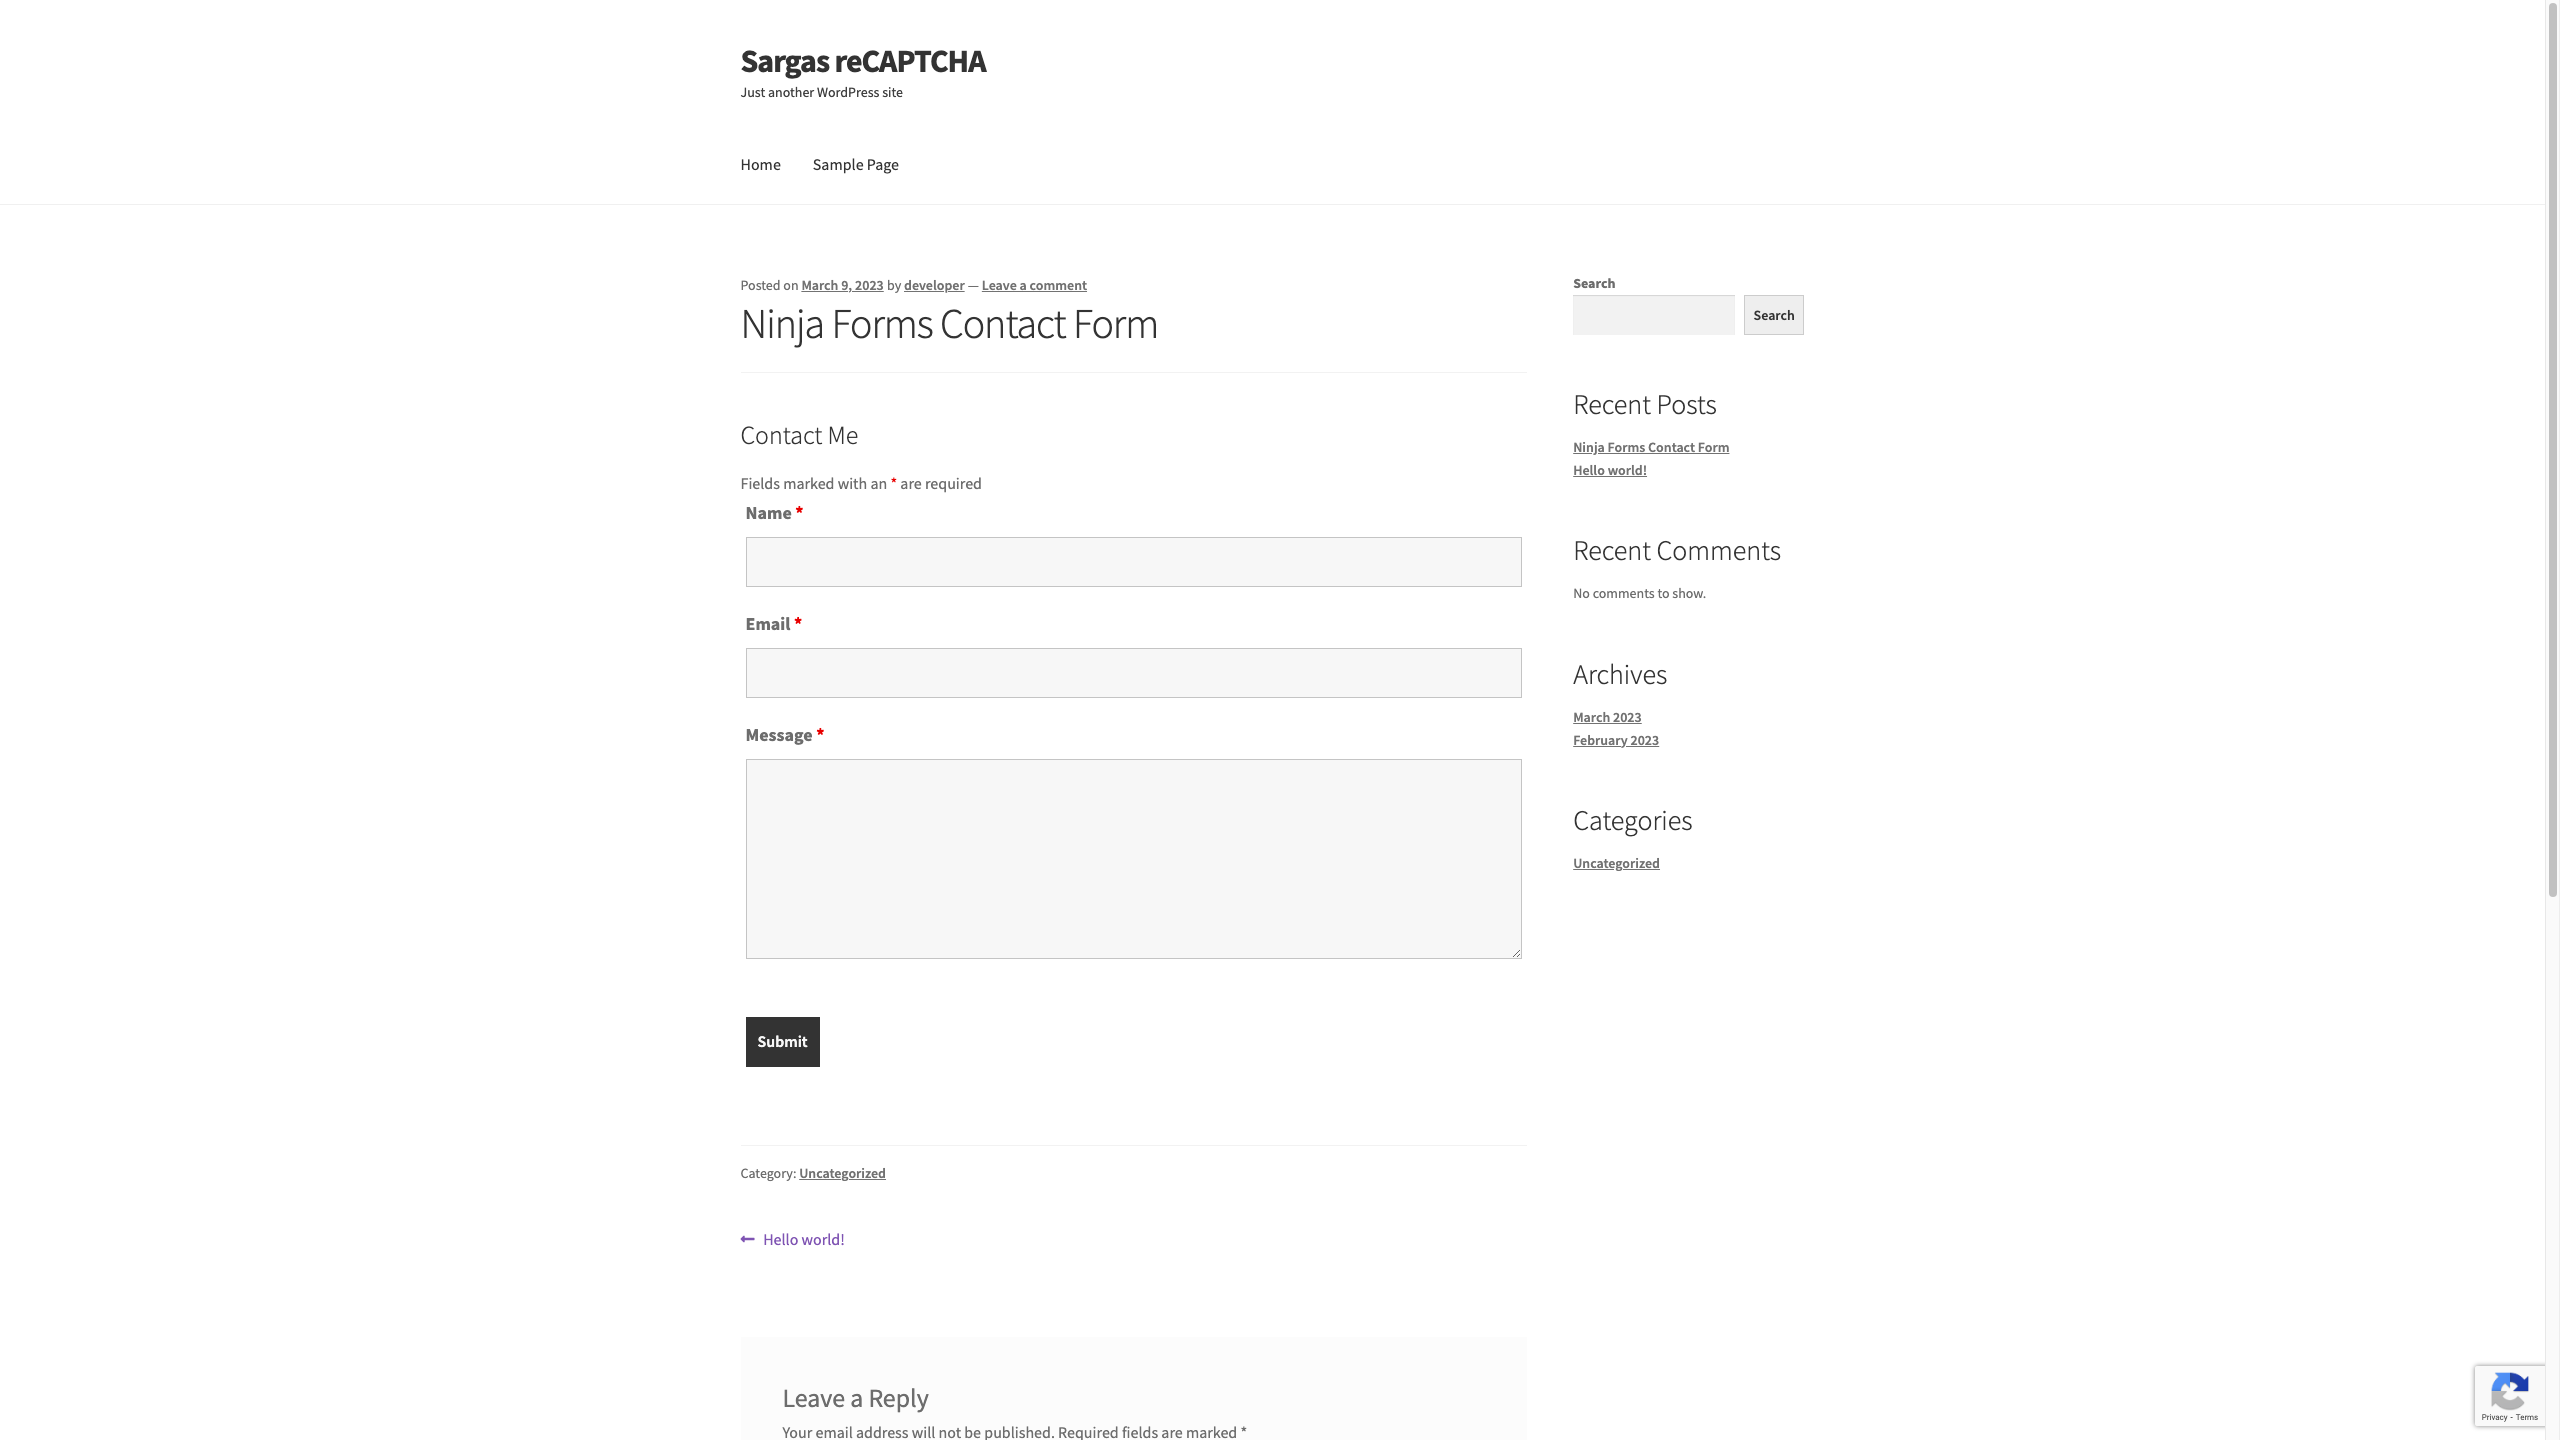 Sargas reCAPTCHA
Just another WordPress site
Home Sample Page
Posted on March 9, 2023 by developer — Leave a comment
Ninja Forms Contact Form
Contact Me
Fields marked with an * are required
Name *
Email *
Message *
Submit
Category: Uncategorized
Hello world!
Leave a Reply
Your email address will not be published. Required fields are marked *
Search
Search
Recent Posts
Ninja Forms Contact Form
Hello world!
Recent Comments
No comments to show.
Archives
March 2023
February 2023
Categories
Uncategorized
Privacy - Terms